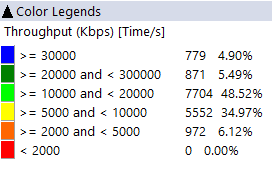 ▲ Color Legends
Throughput (Kbps) [Time/s]
>= 30000 779 4.90%
>= 20000 and < 300000 871 5.49%
>= 10000 and < 20000 7704 48.52%
>= 5000 and < 10000 5552 34.97%
>= 2000 and < 5000 972 6.12%
< 2000 0 0.00%